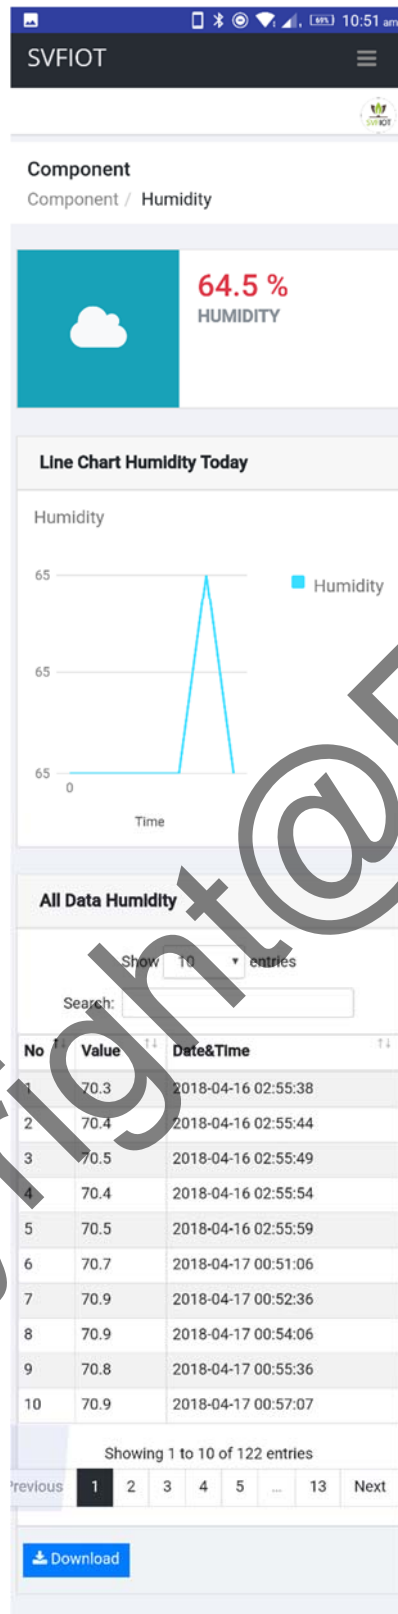 69% 10:51 am
SVFIOT
SVFIOT
Component
Component / Humidity
64.5 %
HUMIDITY
Line Chart Humidity Today
Humidity
65
Humidity
65
65
0
Time
All Data Humidity
Show 10 entries
Search:
No Value Date&Time
1 70.3 2018-04-16 02:55:38
2 70.4 2018-04-16 02:55:44
3 70.5 2018-04-16 02:55:49
4 70.4 2018-04-16 02:55:54
5 70.5 2018-04-16 02:55:59
6 70.7 2018-04-17 00:51:06
7 70.9 2018-04-17 00:52:36
8 70.9 2018-04-17 00:54:06
9 70.8 2018-04-17 00:55:36
10 70.9 2018-04-17 00:57:07
Showing 1 to 10 of 122 entries
Previous 1 2 3 4 5 … 13 Next
Download
right@